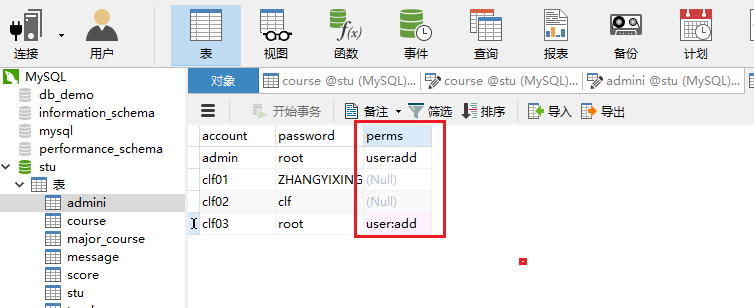 连接 用户 表 视图 函数 事件 查询 报表 备份 计划
MySQL
db_demo
information_schema
mysql
performance_schema
stu
表
admini
course
major_course
message
score
stu
对象 course @stu (MySQL)... course @stu (MySQL)... admini @stu (MySQL)...
开始事务 备注 筛选 排序 导入 导出
account password perms
admin root user:add
clf01 ZHANGYIXING (Null)
clf02 clf (Null)
clf03 root user:add